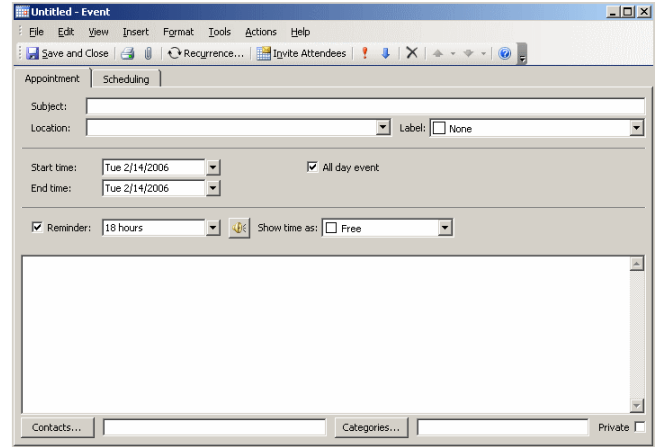 Untitled - Event
File Edit View Insert Format Tools Actions Help
Save and Close Recurrence... Invite Attendees
Appointment Scheduling
Subject:
Location: Label: None
Start time: Tue 2/14/2006 All day event
End time: Tue 2/14/2006
Reminder: 18 hours Show time as: Free
Contacts... Categories... Private